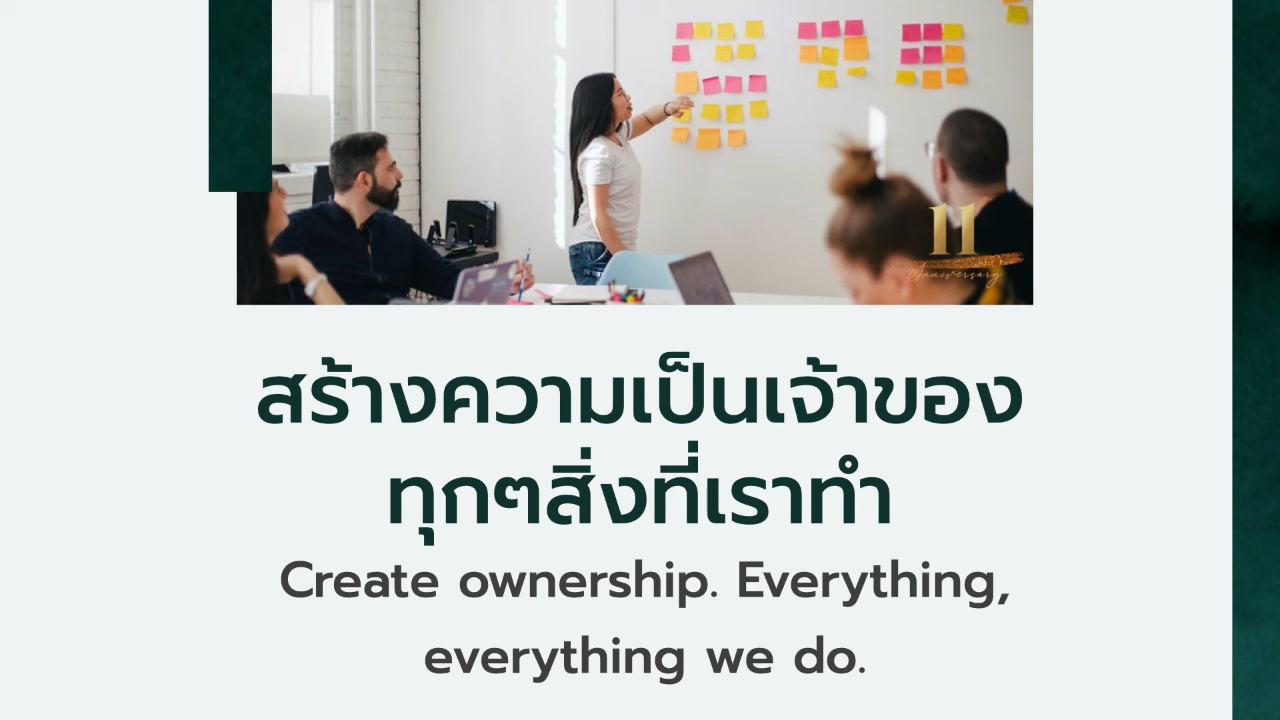 11
Anniversary
สร้างความเป็นเจ้าของ
ทุกๆสิ่งที่เราทำ
Create ownership. Everything,
everything we do.